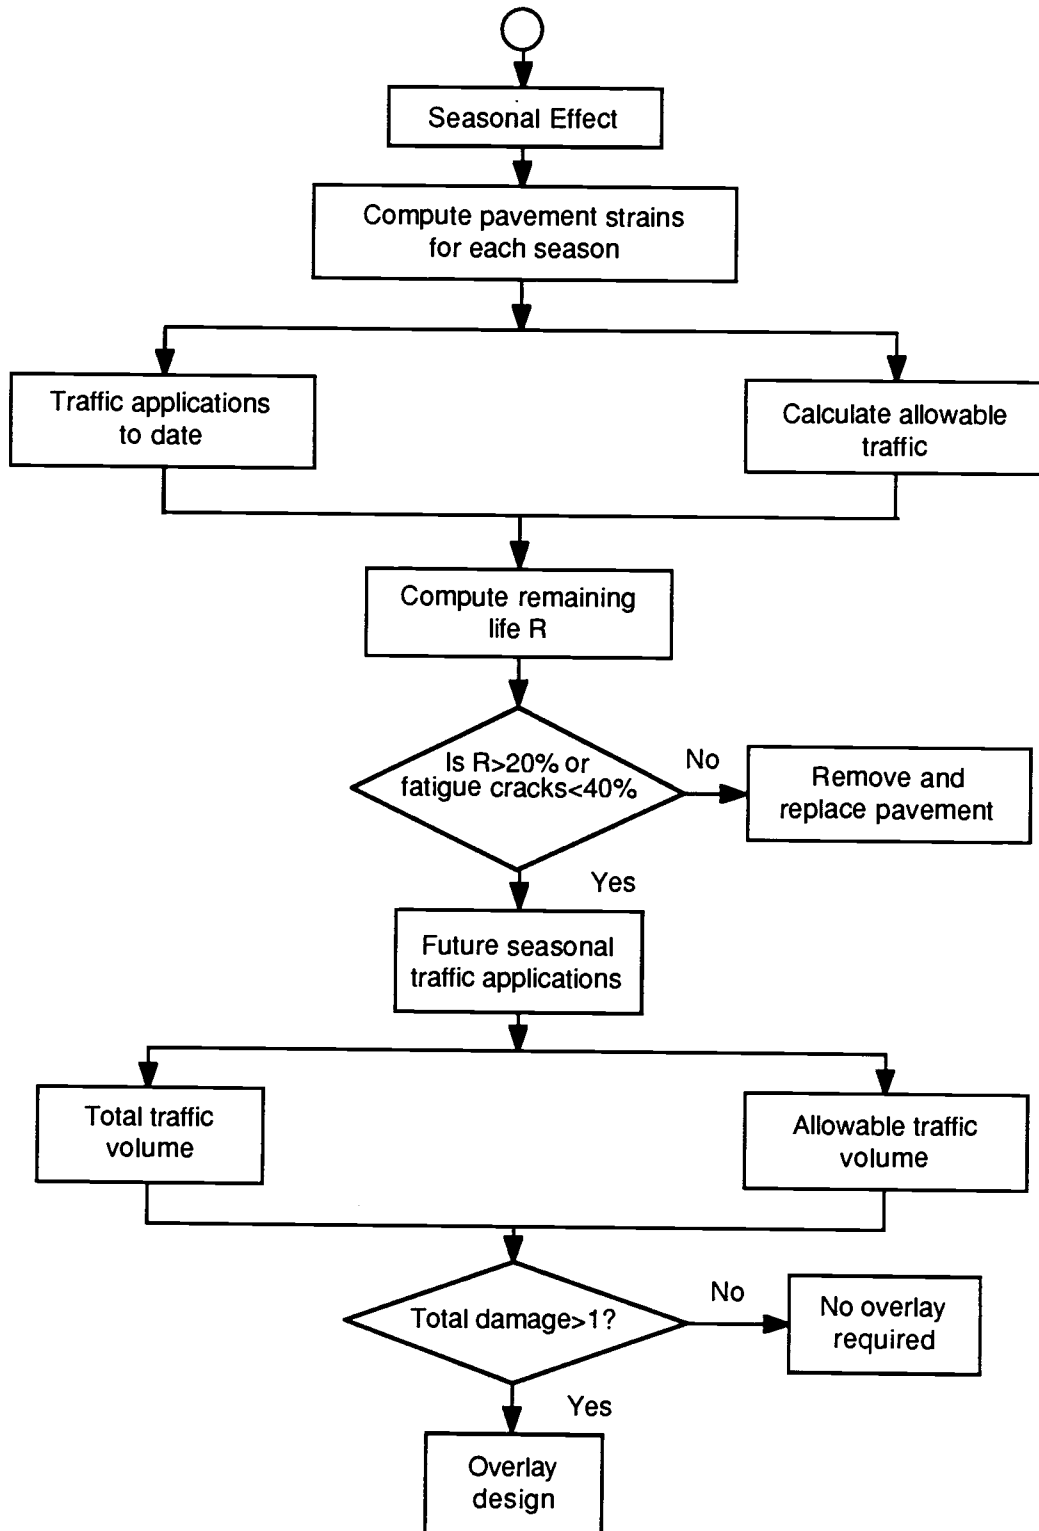 Seasonal Effect
Compute pavement strains
for each season
Traffic applications
to date
Calculate allowable
traffic
Compute remaining
life R
Is R>20% or
fatigue cracks<40%
No
Remove and
replace pavement
Yes
Future seasonal
traffic applications
Total traffic
volume
Allowable traffic
volume
Total damage>1?
No
No overlay
required
Yes
Overlay
design